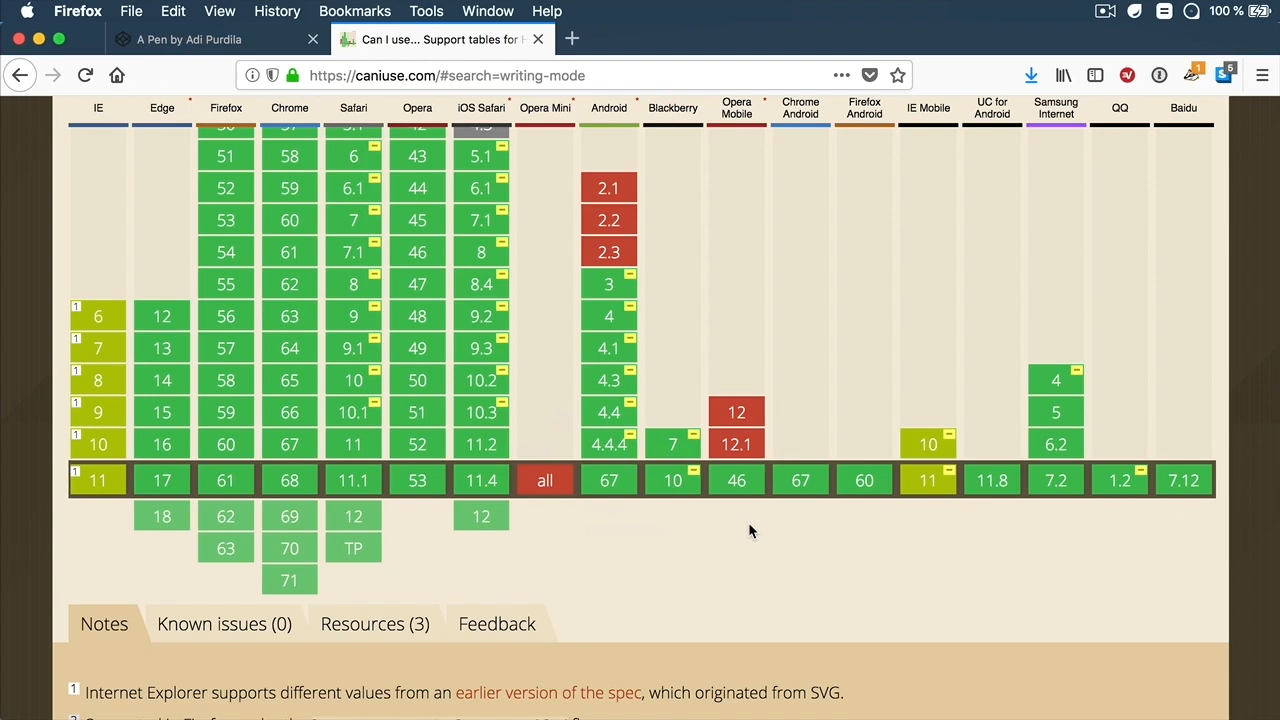 Firefox File Edit View History Bookmarks Tools Window Help 100 %
A Pen by Adi Purdila Can I use... Support tables for H
https://caniuse.com/#search=writing-mode 1 5
IE Edge Firefox Chrome Safari Opera iOS Safari Opera Mini Android Blackberry Opera Mobile Chrome Android Firefox Android IE Mobile UC for Android Samsung Internet QQ Baidu
51 58 6 43 5.1
52 59 6.1 44 6.1 2.1
53 60 7 45 7.1 2.2
54 61 7.1 46 8 2.3
55 62 8 47 8.4 3
1 6 12 56 63 9 48 9.2 4
1 7 13 57 64 9.1 49 9.3 4.1
1 8 14 58 65 10 50 10.2 4.3 4
1 9 15 59 66 10.1 51 10.3 4.4 12 5
1 10 16 60 67 11 52 11.2 4.4.4 7 12.1 10 6.2
1 11 17 61 68 11.1 53 11.4 all 67 10 46 67 60 11 11.8 7.2 1.2 7.12
18 62 69 12 12
63 70 TP
71
Notes Known issues (0) Resources (3) Feedback
1 Internet Explorer supports different values from an earlier version of the spec, which originated from SVG.